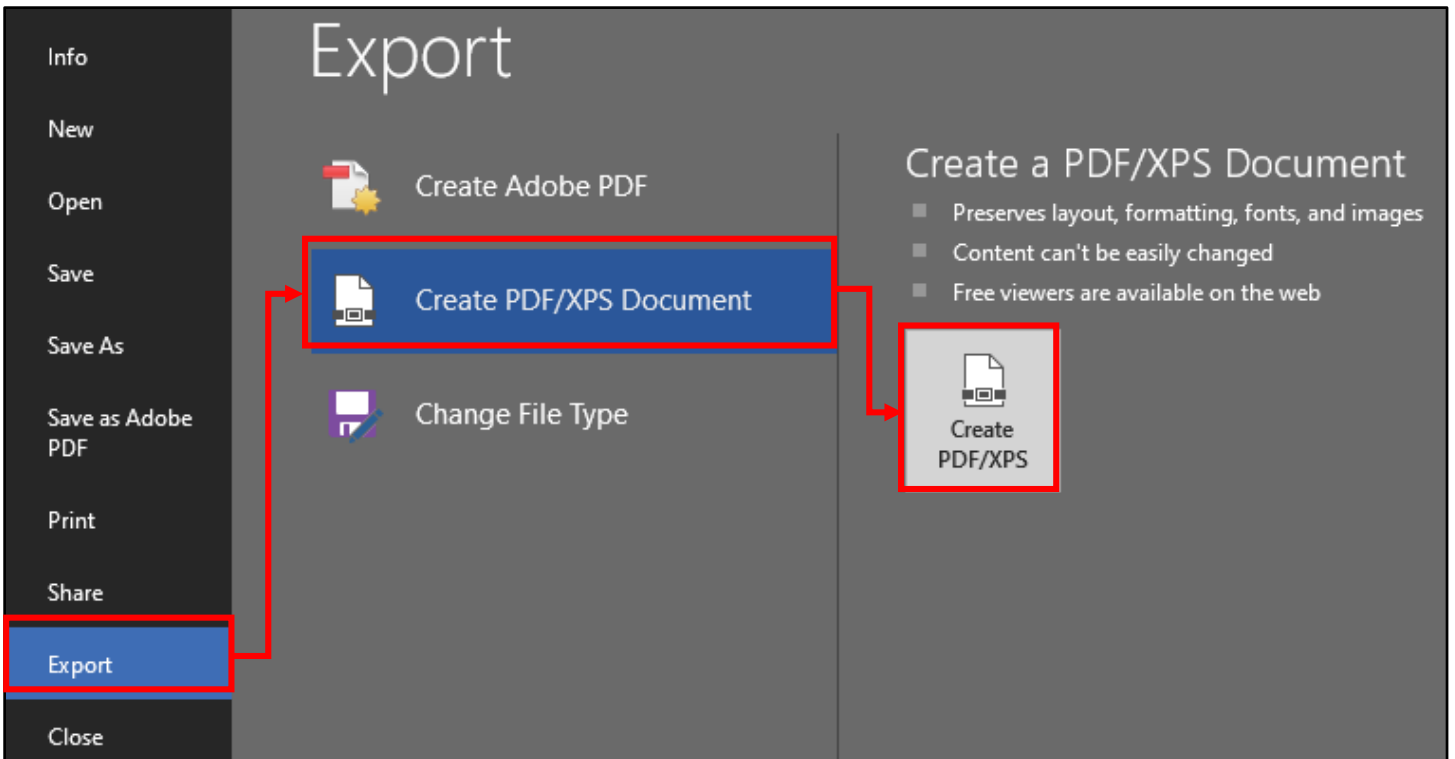 Info
New
Open
Save
Save As
Save as Adobe
PDF
Print
Share
Export
Close
Export
Create Adobe PDF
Create PDF/XPS Document
Change File Type
Create a PDF/XPS Document
Preserves layout, formatting, fonts, and images
Content can't be easily changed
Free viewers are available on the web
Create
PDF/XPS